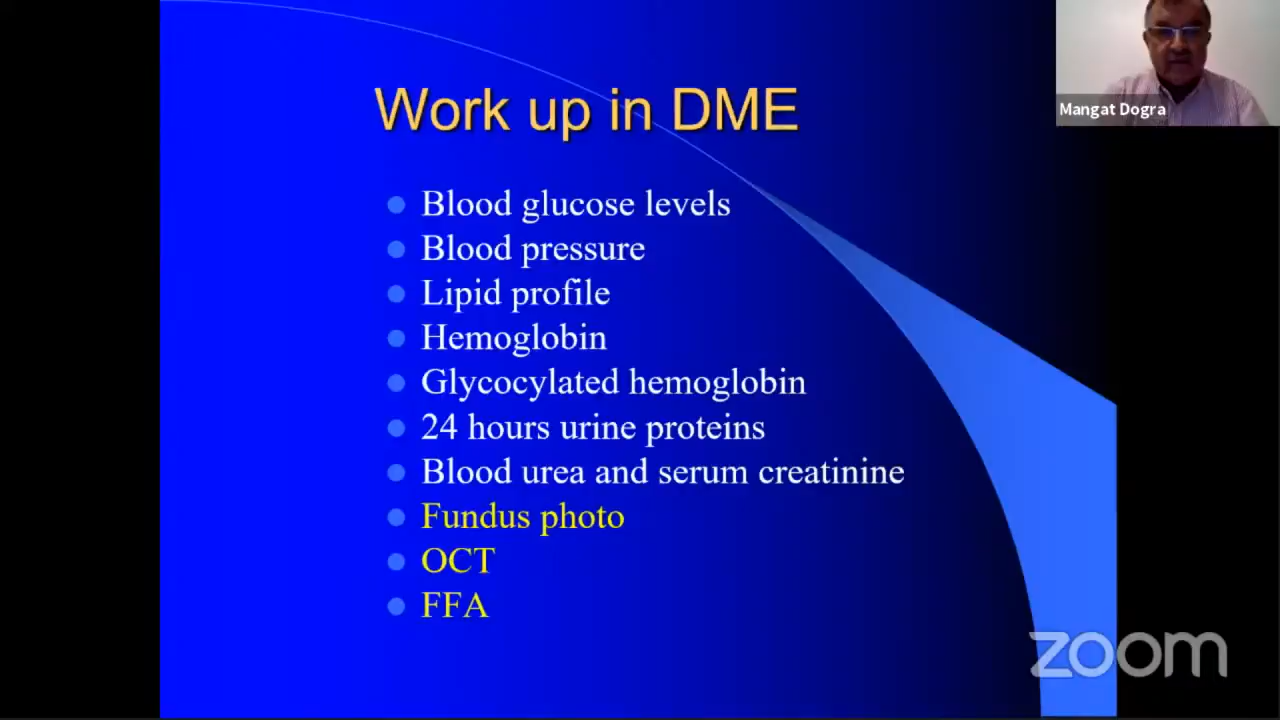 Work up in DME
Blood glucose levels
Blood pressure
Lipid profile
Hemoglobin
Glycocylated hemoglobin
24 hours urine proteins
Blood urea and serum creatinine
Fundus photo
OCT
FFA
Mangat Dogra
zoom